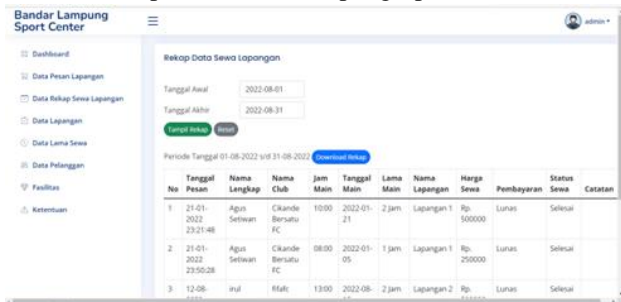 Bandar Lampung
Sport Center
admin
Dashboard
Data Pesan Lapangan
Data Rekap Sewa Lapangan
Data Lapangan
Data Lama Sewa
Data Pelanggan
Fasilitas
Ketentuan
Rekap Data Sewa Lapangan
Tanggal Awal 2022-08-01
Tanggal Akhir 2022-08-31
Tampil Rekap Reset
Periode Tanggal 01-08-2022 s/d 31-08-2022 Download Rekap
No Tanggal Pesan Nama Lengkap Nama Club Jam Main Tanggal Main Lama Main Nama Lapangan Harga Sewa Pembayaran Status Sewa Catatan
1 21-01-2022 23:21:48 Agus Setiwan Cikande Bersatu FC 10:00 2022-01-21 2 Jam Lapangan 1 Rp. 500000 Lunas Selesai
2 21-01-2022 23:50:28 Agus Setiwan Cikande Bersatu FC 08:00 2022-01-05 1 Jam Lapangan 1 Rp. 250000 Lunas Selesai
3 12-08- irul fifafc 13:00 2022-08- 2 Jam Lapangan 2 Rp. Lunas Selesai